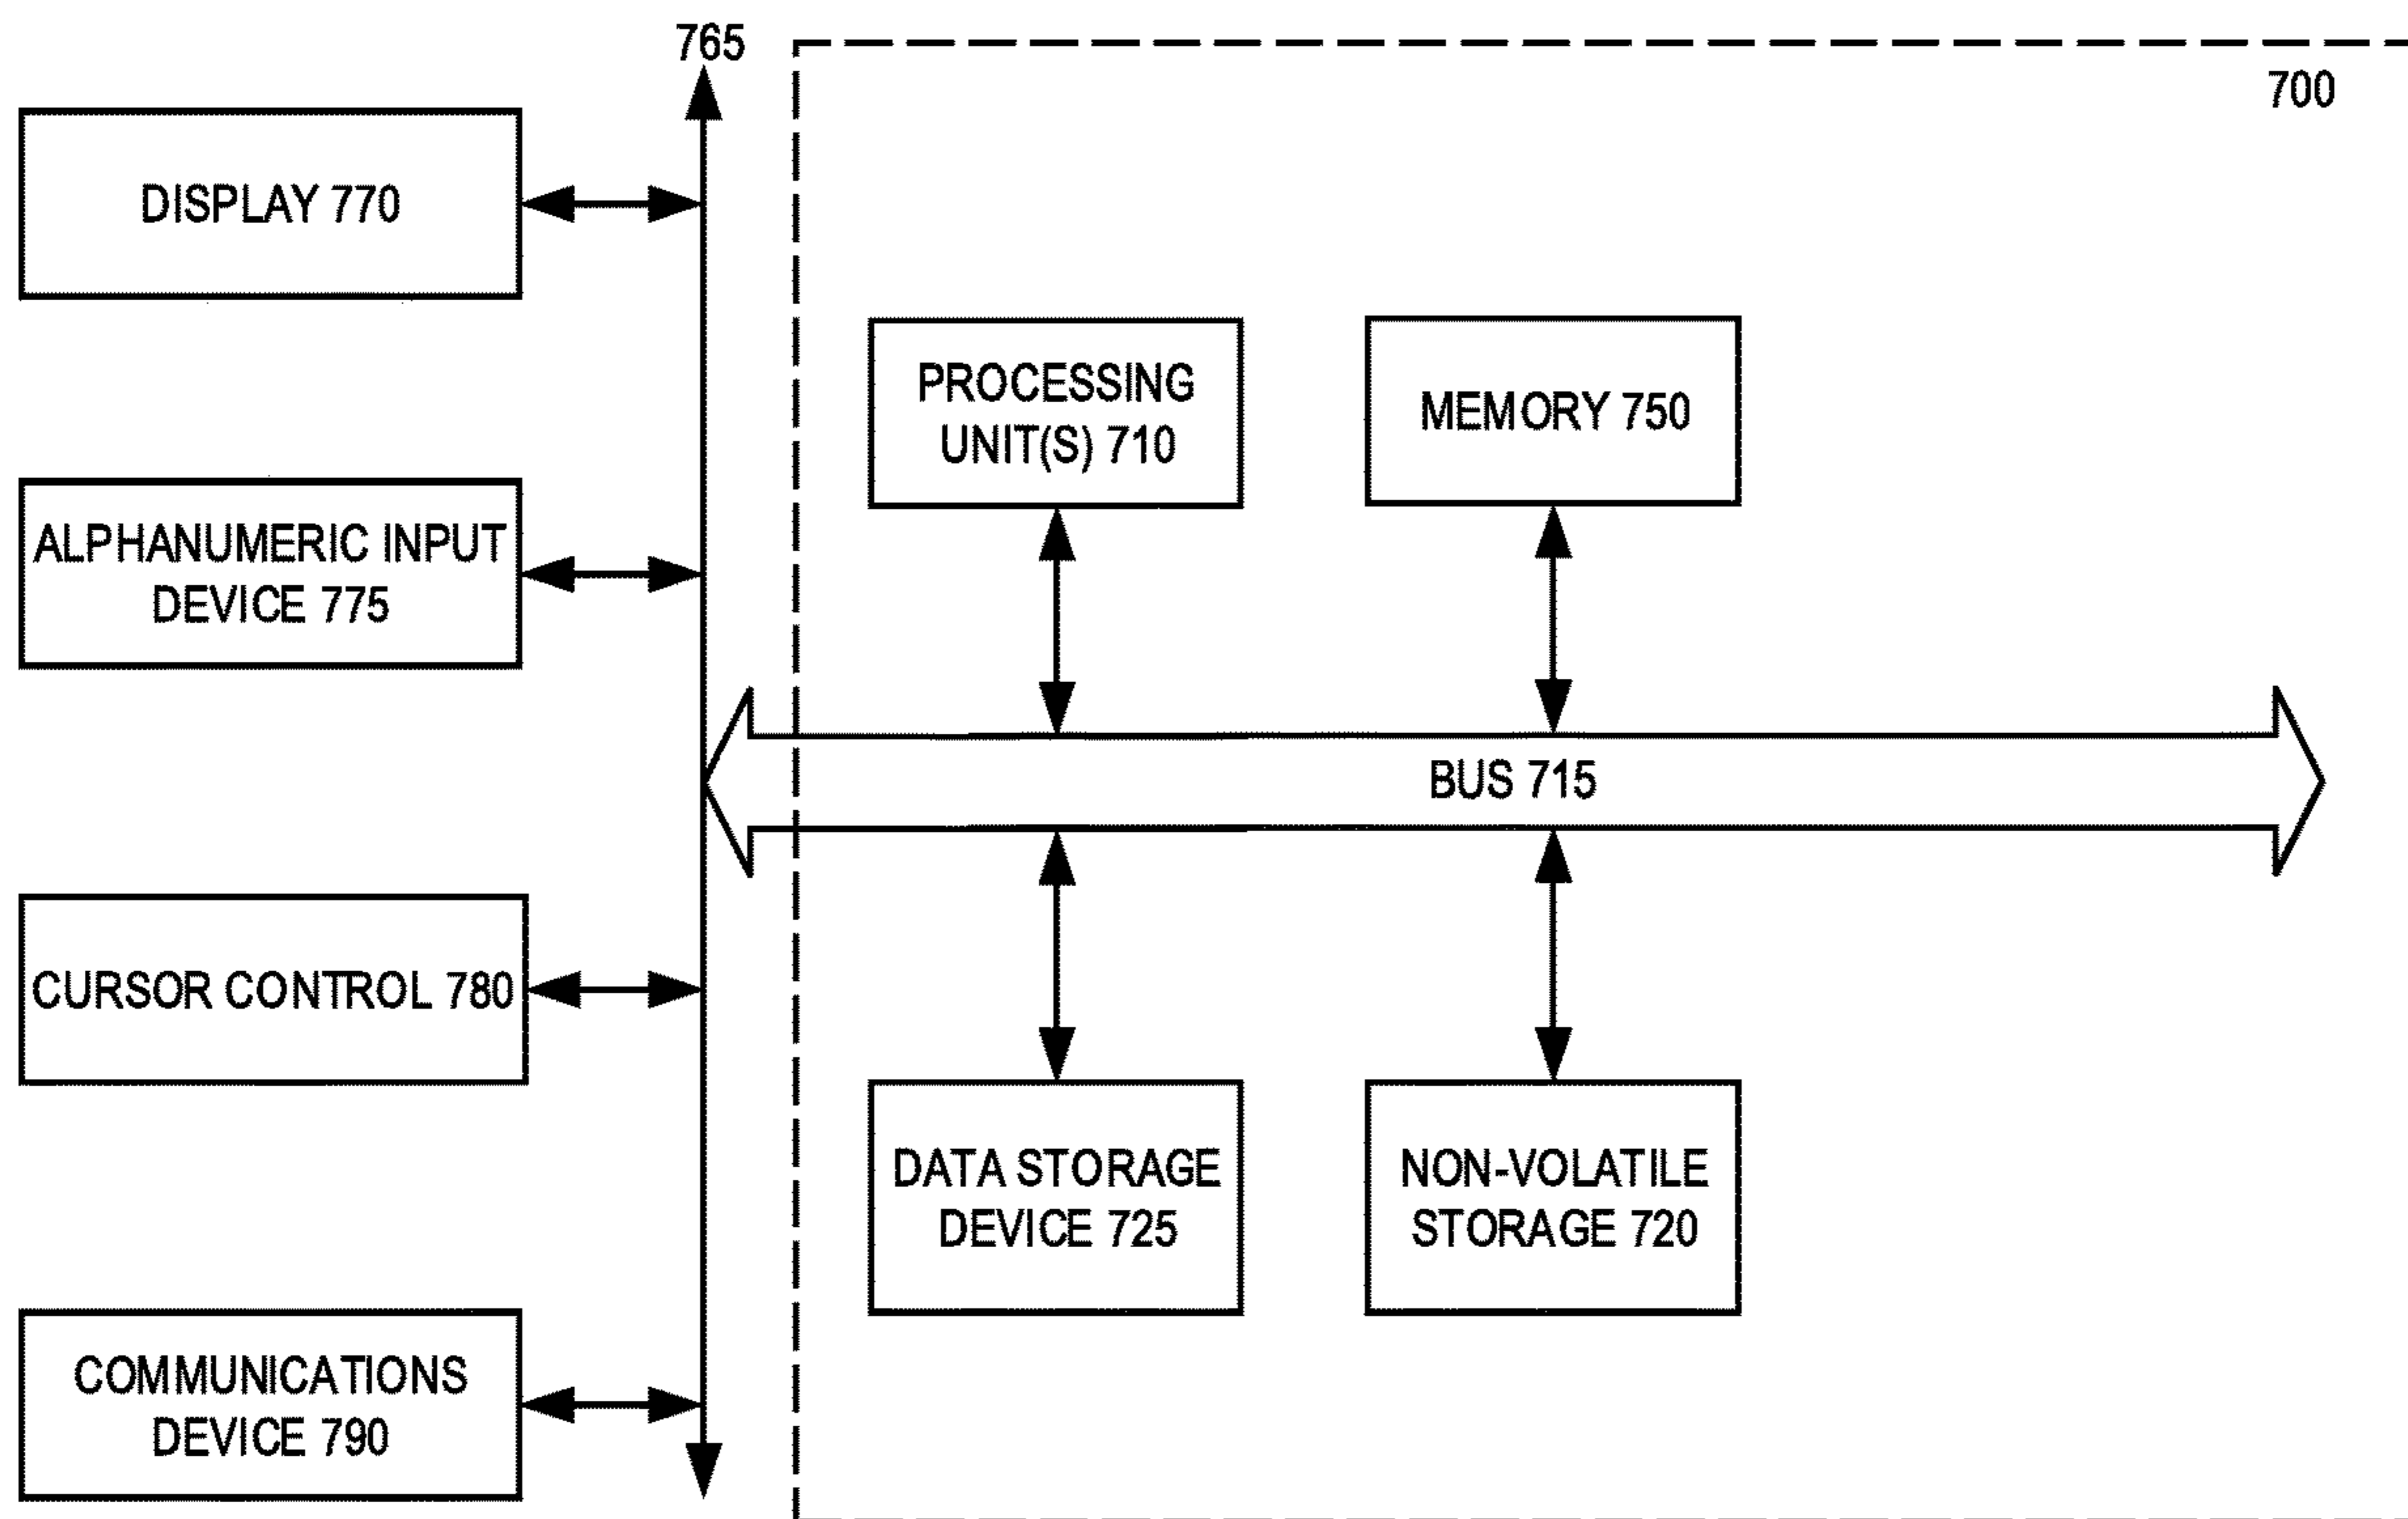 765
700
DISPLAY 770
PROCESSING
UNIT(S) 710
MEMORY 750
ALPHANUMERIC INPUT
DEVICE 775
BUS 715
CURSOR CONTROL 780
DATA STORAGE
DEVICE 725
NON-VOLATILE
STORAGE 720
COMMUNICATIONS
DEVICE 790